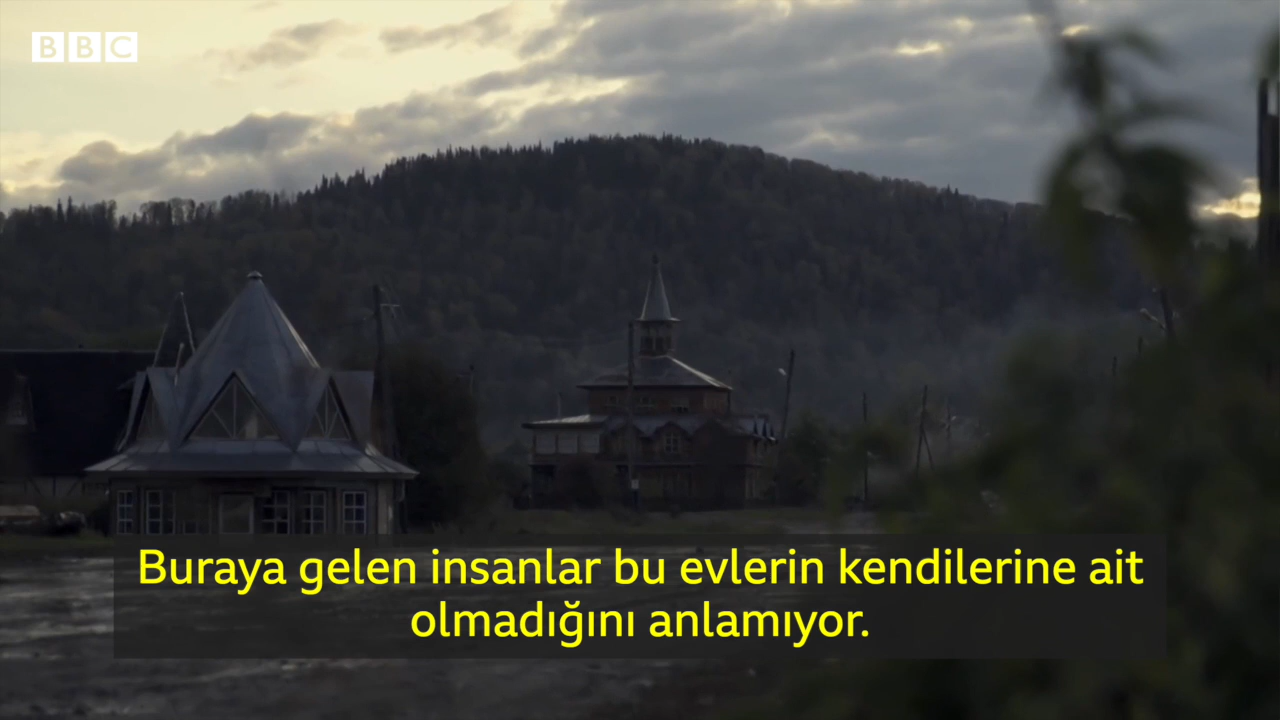 BBC
Buraya gelen insanlar bu evlerin kendilerine ait
olmadığını anlamıyor.